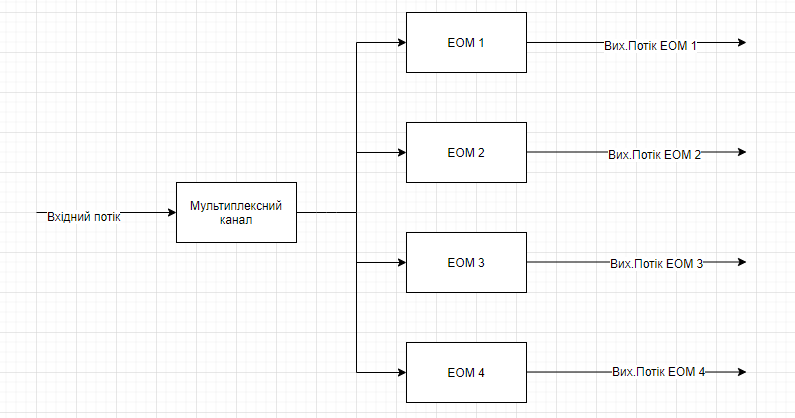 ЕОМ 1
Вих.Потік ЕОМ 1
ЕОМ 2
Вих.Потік ЕОМ 2
Вхідний потік
Мультиплексний
канал
ЕОМ 3
Вих.Потік ЕОМ 3
ЕОМ 4
Вих.Потік ЕОМ 4